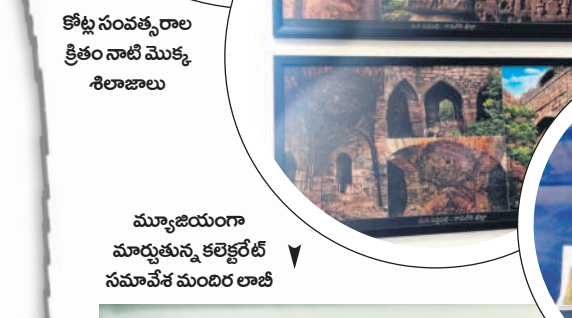 కోట్ల సంవత్సరాల
క్రితం నాటి మొక్క
శిలాజాలు
మ్యూజియంగా
మార్చుతున్న కలెక్టరేట్
సమావేశ మందిర లాబీ